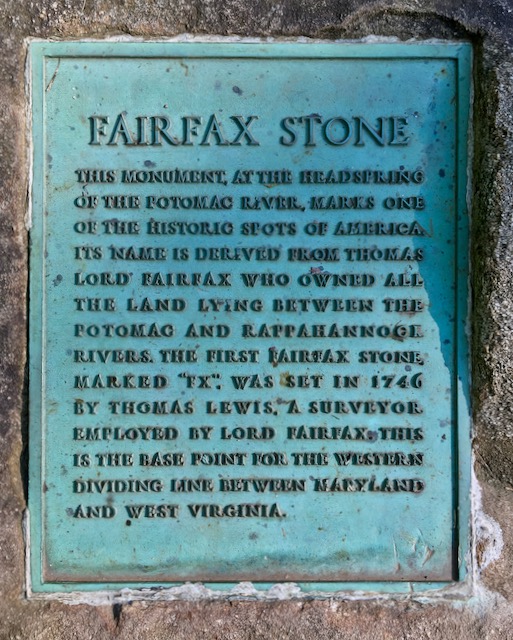 FAIRFAX STONE
THIS MONUMENT, AT THE HEADSPRING
OF THE POTOMAC RIVER, MARKS ONE
OF THE HISTORIC SPOTS OF AMERICA.
ITS NAME IS DERIVED FROM THOMAS
LORD FAIRFAX WHO OWNED ALL
THE LAND LYING BETWEEN THE
POTOMAC AND RAPPAHANNOCK
RIVERS. THE FIRST FAIRFAX STONE,
MARKED "FX", WAS SET IN 1746
BY THOMAS LEWIS, A SURVEYOR
EMPLOYED BY LORD FAIRFAX. THIS
IS THE BASE POINT FOR THE WESTERN
DIVIDING LINE BETWEEN MARYLAND
AND WEST VIRGINIA.